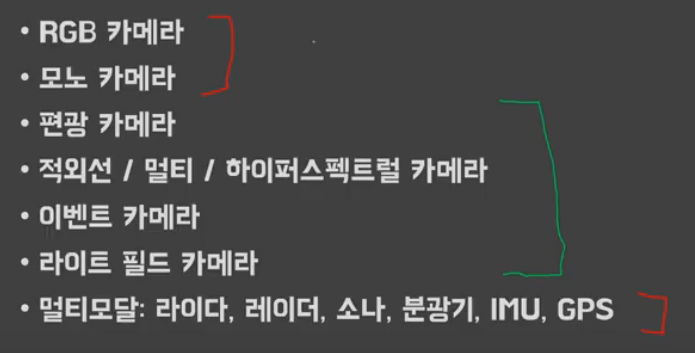 • RGB 카메라
• 모노 카메라
• 편광 카메라
• 적외선 / 멀티 / 하이퍼스펙트럴 카메라
• 이벤트 카메라
• 라이트 필드 카메라
• 멀티모달: 라이다, 레이더, 소나, 분광기, IMU, GPS